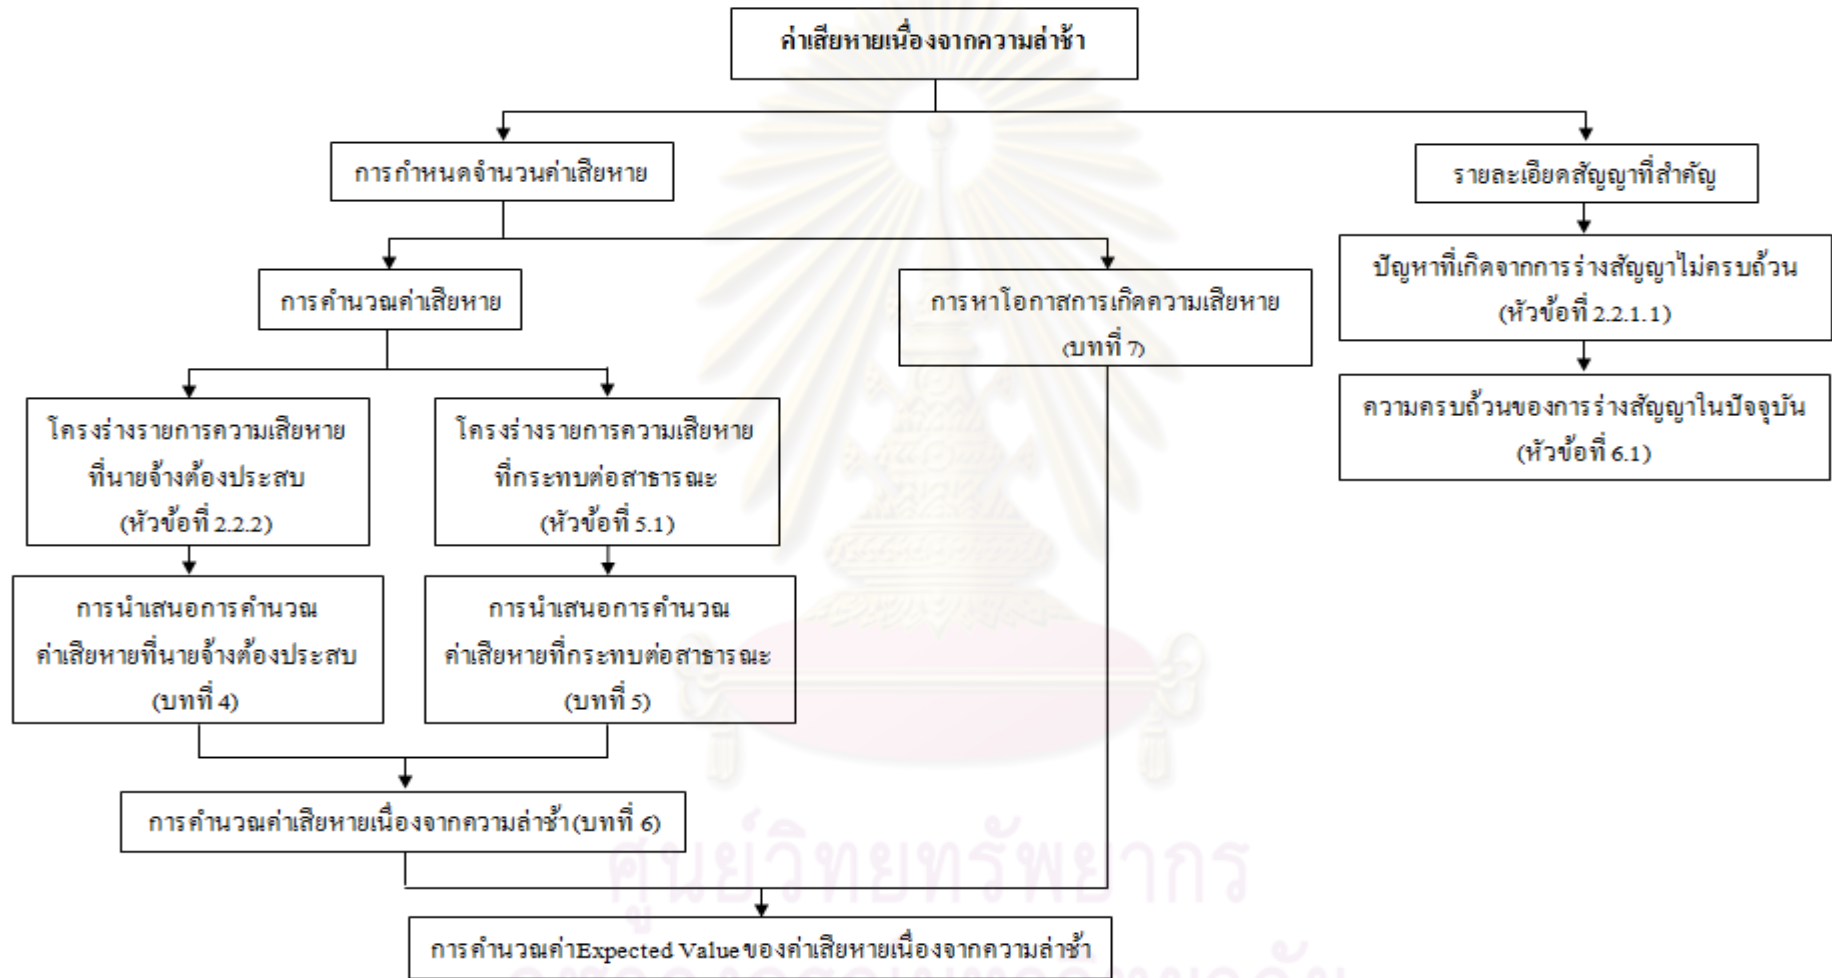 ค่าเสียหายเนื่องจากความล่าช้า
การกำหนดจำนวนค่าเสียหาย
รายละเอียดสัญญาที่สำคัญ
การคำนวณค่าเสียหาย
การหาโอกาสการเกิดความเสียหาย
(บทที่ 7)
ปัญหาที่เกิดจากการร่างสัญญาไม่ครบถ้วน
(หัวข้อที่ 2.2.1.1)
ความครบถ้วนของการร่างสัญญาในปัจจุบัน
(หัวข้อที่ 6.1)
โครงร่างรายการความเสียหาย
ที่นายจ้างต้องประสบ
(หัวข้อที่ 2.2.2)
โครงร่างรายการความเสียหาย
ที่กระทบต่อสาธารณะ
(หัวข้อที่ 5.1)
การนำเสนอการคำนวณ
ค่าเสียหายที่นายจ้างต้องประสบ
(บทที่ 4)
การนำเสนอการคำนวณ
ค่าเสียหายที่กระทบต่อสาธารณะ
(บทที่ 5)
การคำนวณค่าเสียหายเนื่องจากความล่าช้า (บทที่ 6)
การคำนวณค่า Expected Value ของค่าเสียหายเนื่องจากความล่าช้า
ศูนย์วิทยทรัพยากร